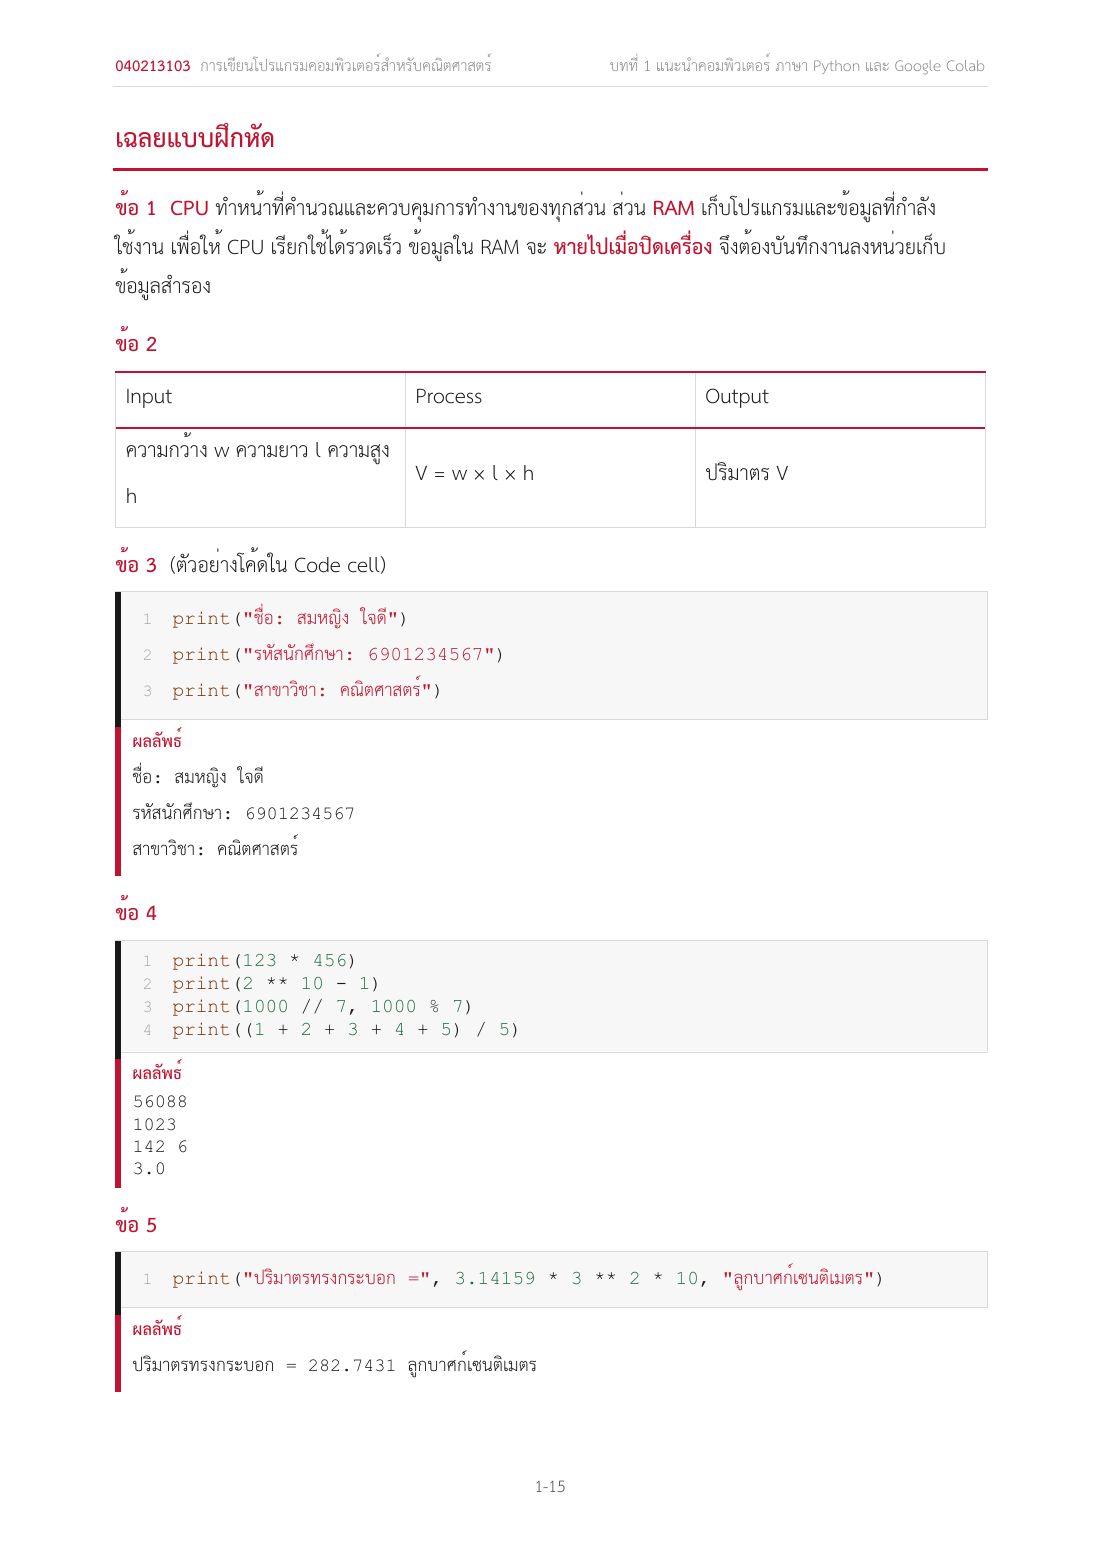 040213103 การเขียนโปรแกรมคอมพิวเตอร์สำหรับคณิตศาสตร์
บทที่ 1 แนะนำคอมพิวเตอร์ ภาษา Python และ Google Colab
เฉลยแบบฝึกหัด
ข้อ 1 CPU ทำหน้าที่คำนวณและควบคุมการทำงานของทุกส่วน ส่วน RAM เก็บโปรแกรมและข้อมูลที่กำลัง
ใช้งาน เพื่อให้ CPU เรียกใช้ได้รวดเร็ว ข้อมูลใน RAM จะ หายไปเมื่อปิดเครื่อง จึงต้องบันทึกงานลงหน่วยเก็บ
ข้อมูลสำรอง
ข้อ 2
Input Process Output
ความกว้าง w ความยาว l ความสูง
h
V = w × l × h
ปริมาตร V
ข้อ 3 (ตัวอย่างโค้ดใน Code cell)
1 print("ชื่อ: สมหญิง ใจดี")
2 print("รหัสนักศึกษา: 6901234567")
3 print("สาขาวิชา: คณิตศาสตร์")
ผลลัพธ์
ชื่อ: สมหญิง ใจดี
รหัสนักศึกษา: 6901234567
สาขาวิชา: คณิตศาสตร์
ข้อ 4
1 print(123 * 456)
2 print(2 ** 10 - 1)
3 print(1000 // 7, 1000 % 7)
4 print((1 + 2 + 3 + 4 + 5) / 5)
ผลลัพธ์
56088
1023
142 6
3.0
ข้อ 5
1 print("ปริมาตรทรงกระบอก =", 3.14159 * 3 ** 2 * 10, "ลูกบาศก์เซนติเมตร")
ผลลัพธ์
ปริมาตรทรงกระบอก = 282.7431 ลูกบาศก์เซนติเมตร
1-15